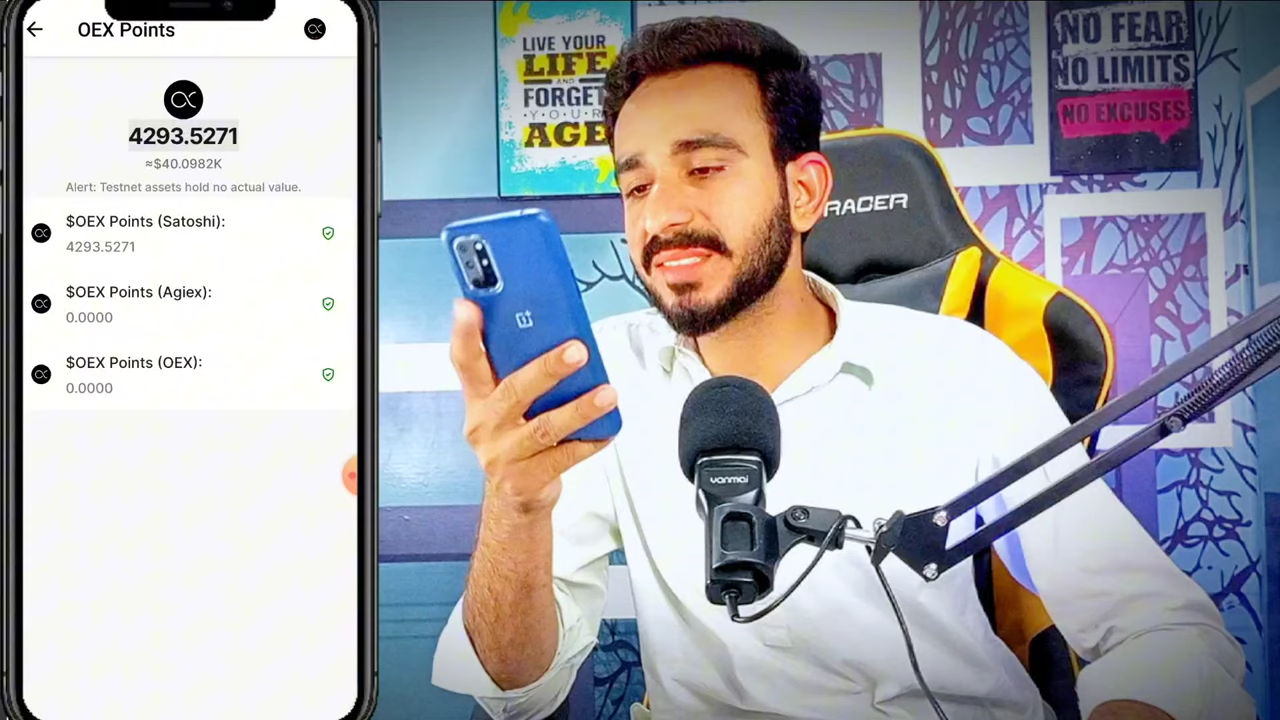 OEX Points
4293.5271
≈$40.0982K
Alert: Testnet assets hold no actual value.
$OEX Points (Satoshi):
4293.5271
$OEX Points (Agiex):
0.0000
$OEX Points (OEX):
0.0000
LIVE YOUR
LIFE
AND
FORGET
YOUR
AGE
NO FEAR
NO LIMITS
NO EXCUSES
RACER
vanmai